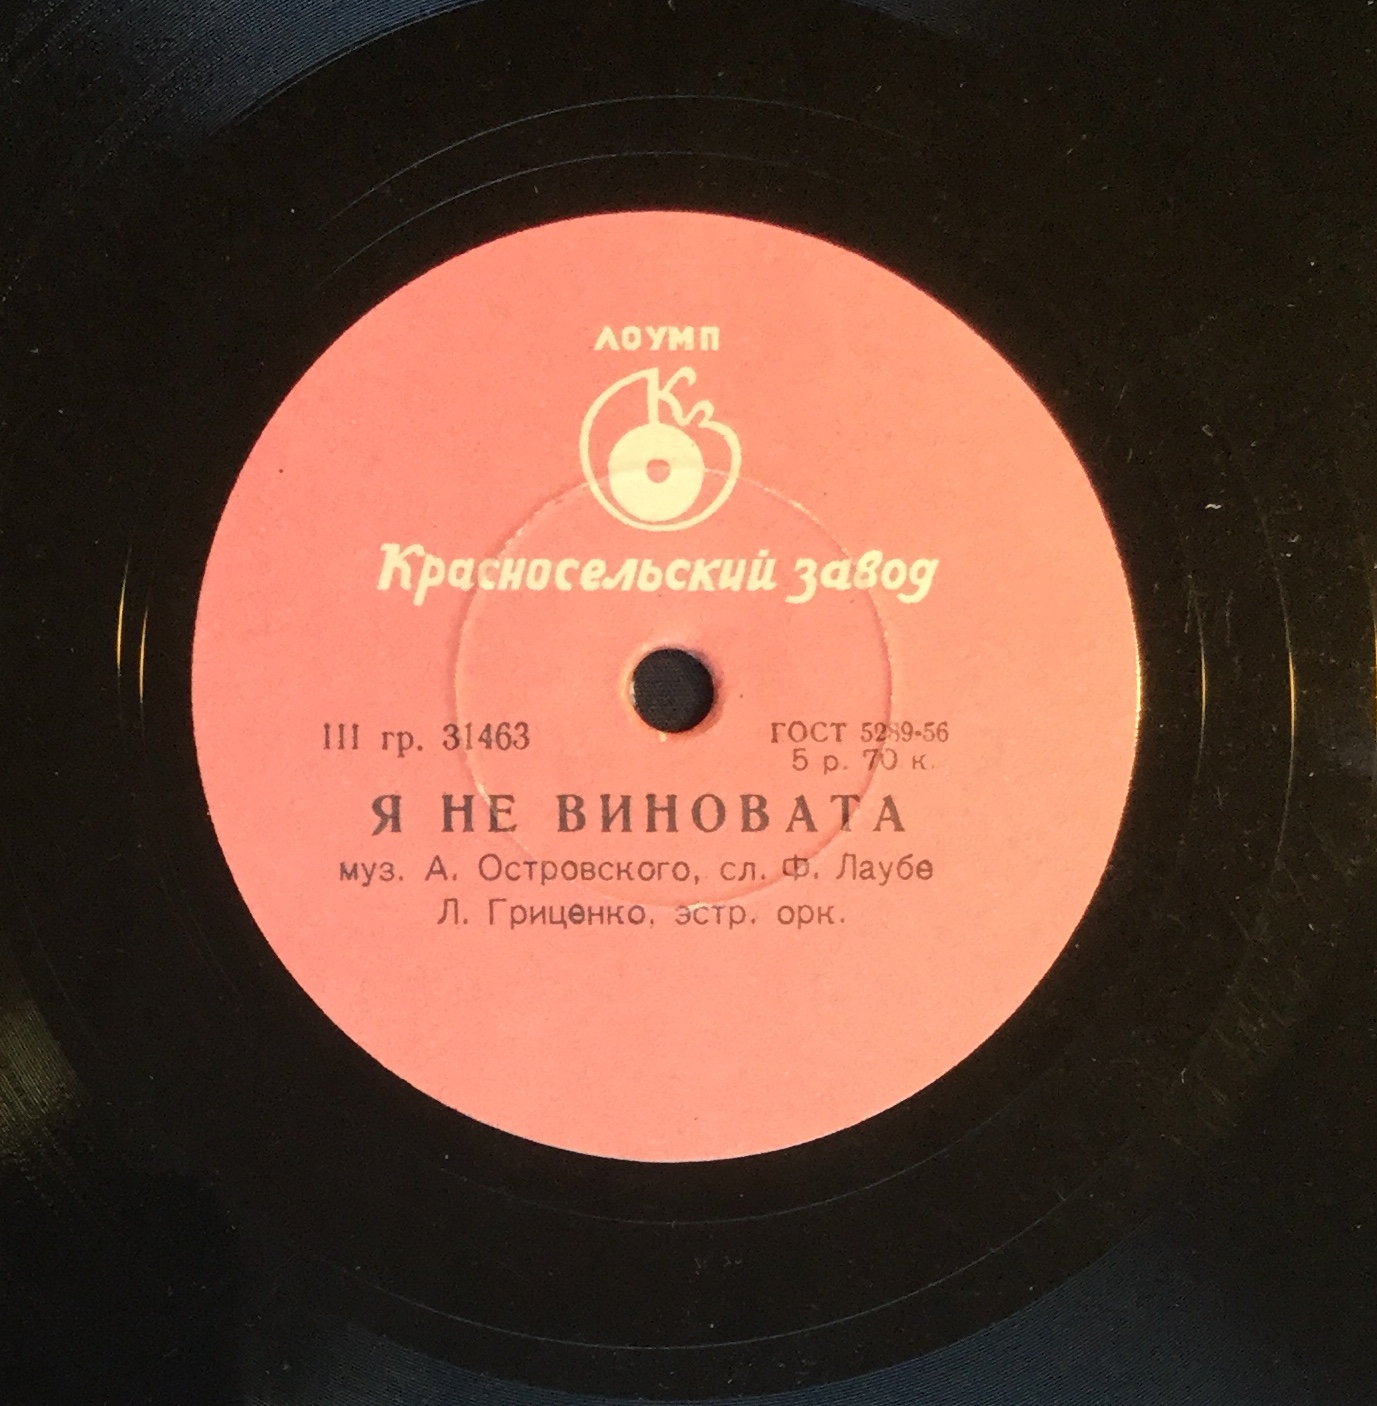 ЛОУМП
Кз
Красносельский завод
III гр. 31463
ГОСТ 5289-56
5 р. 70 к.
Я НЕ ВИНОВАТА
муз. А. Островского, сл. Ф. Лаубе
Л. Гриценко, эстр. орк.